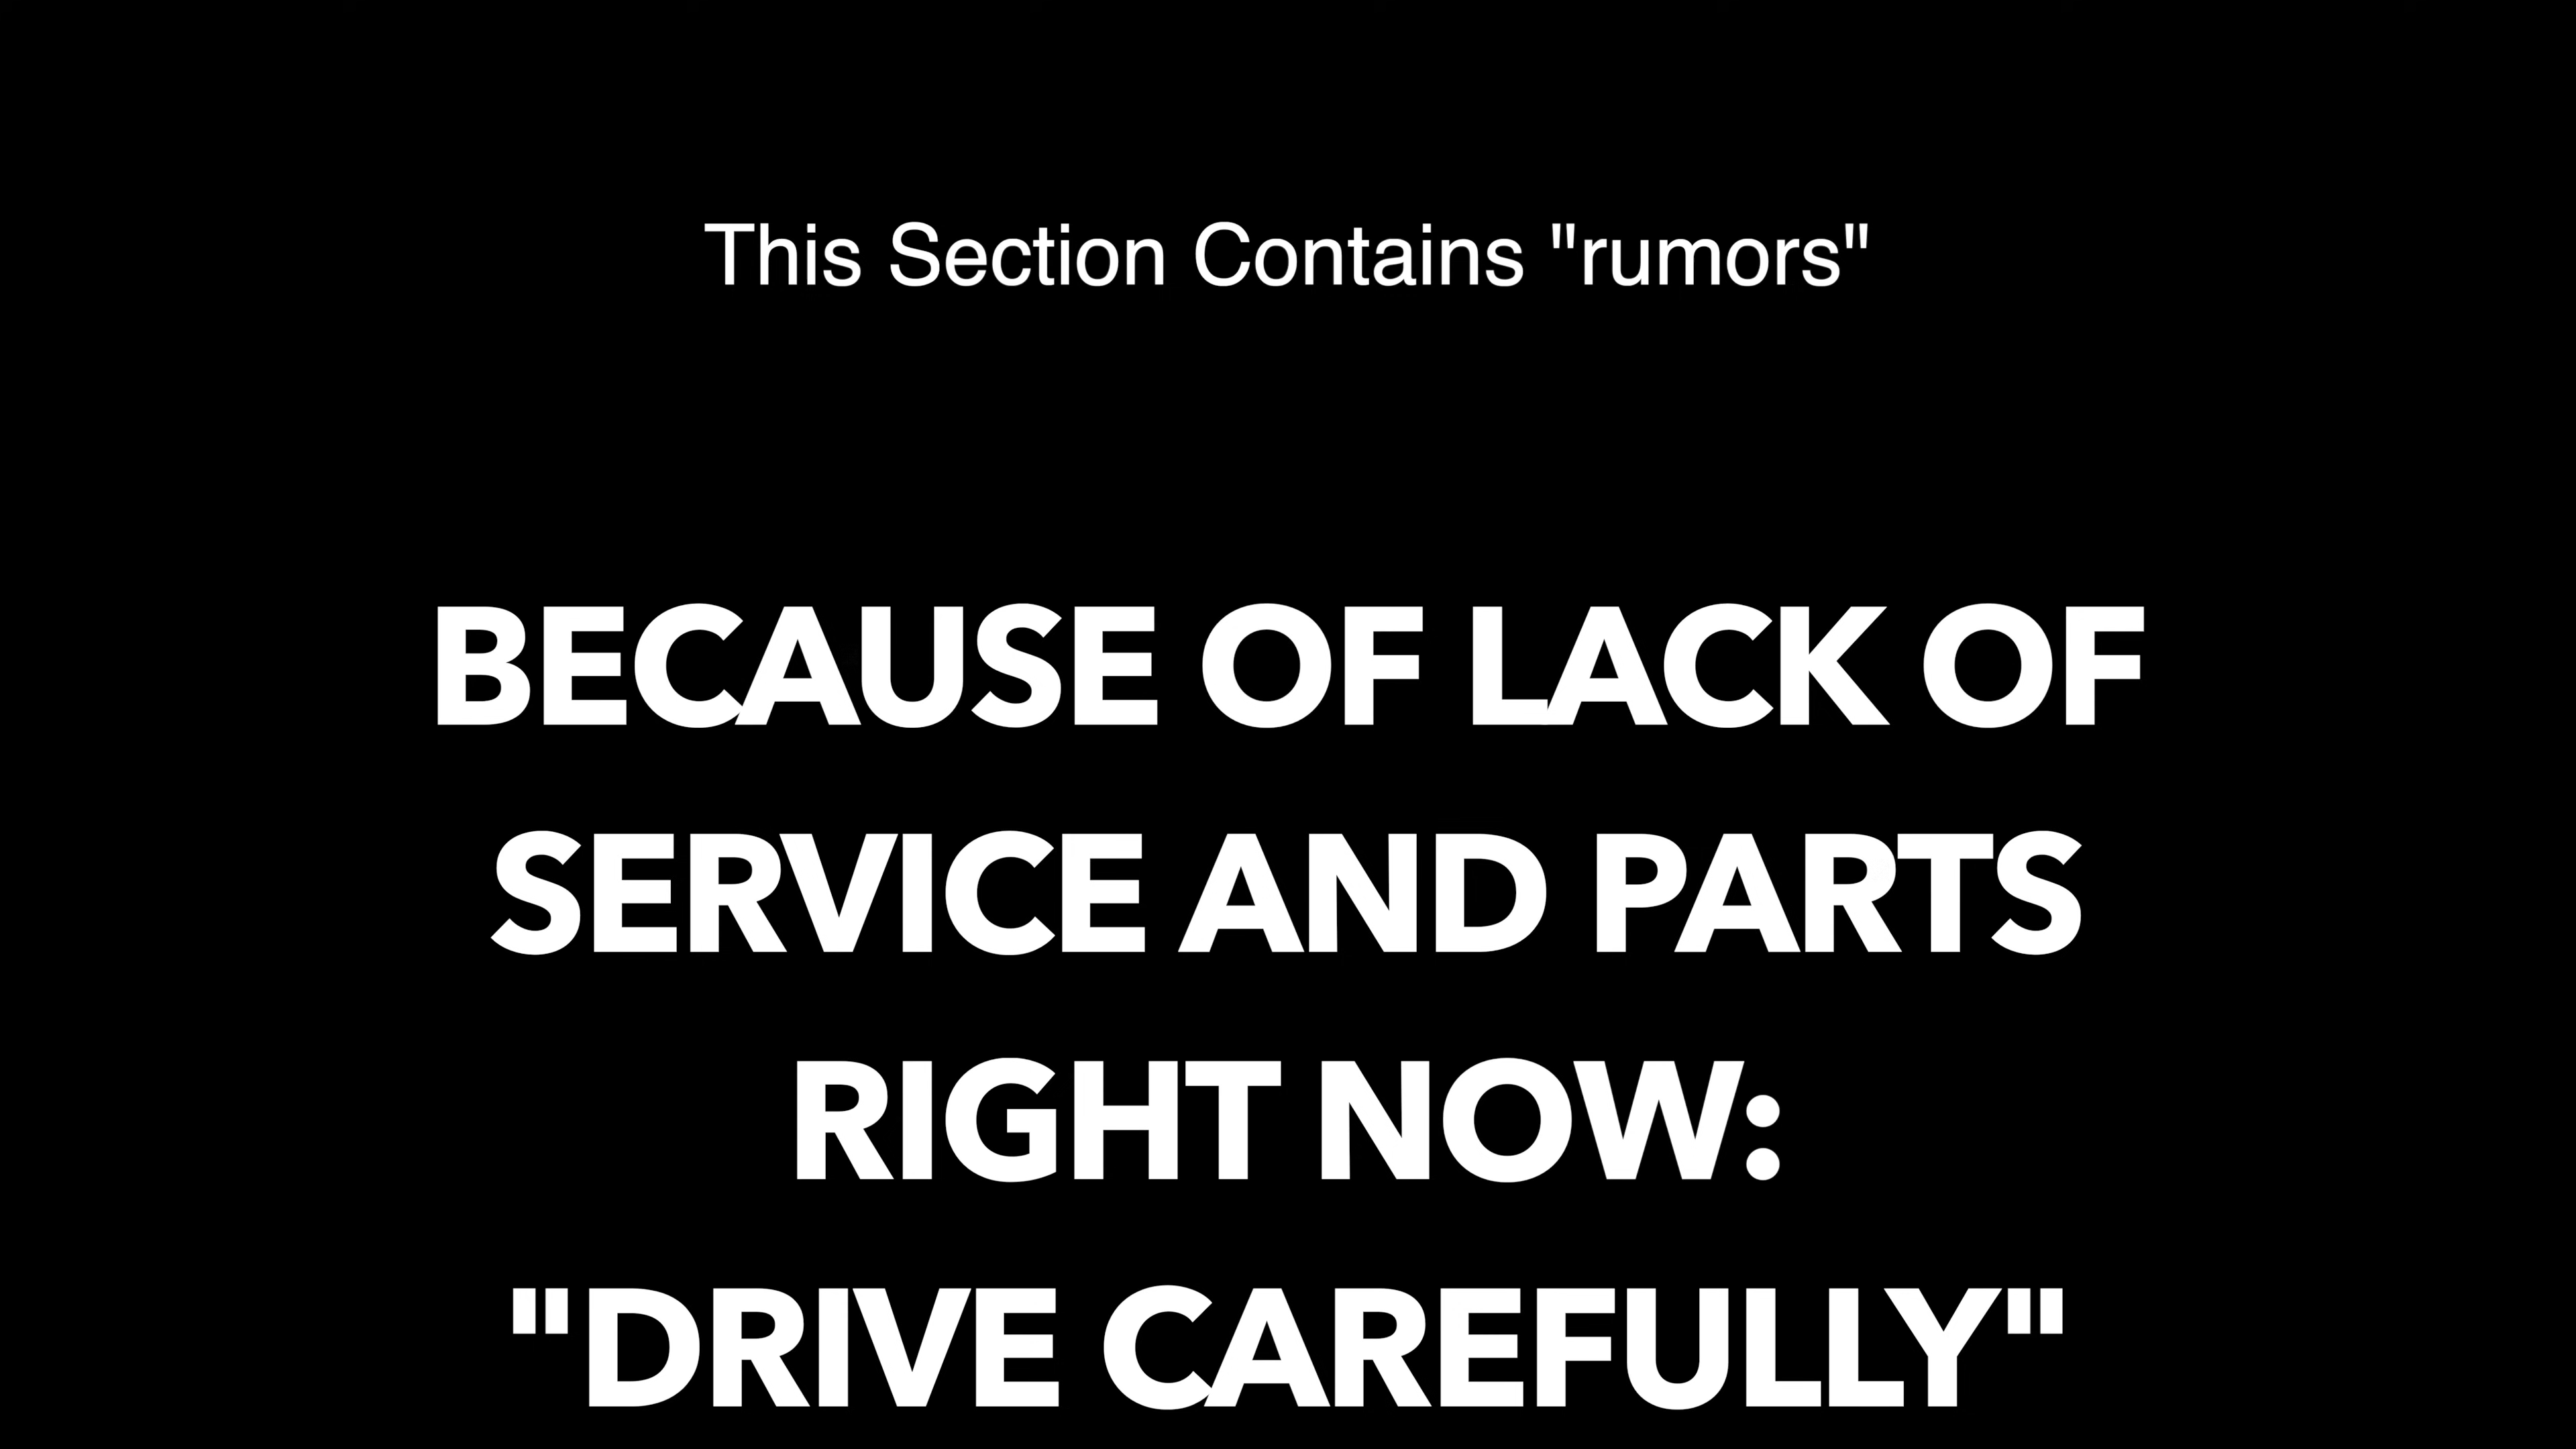 This Section Contains "rumors"
BECAUSE OF LACK OF
SERVICE AND PARTS
RIGHT NOW:
"DRIVE CAREFULLY"